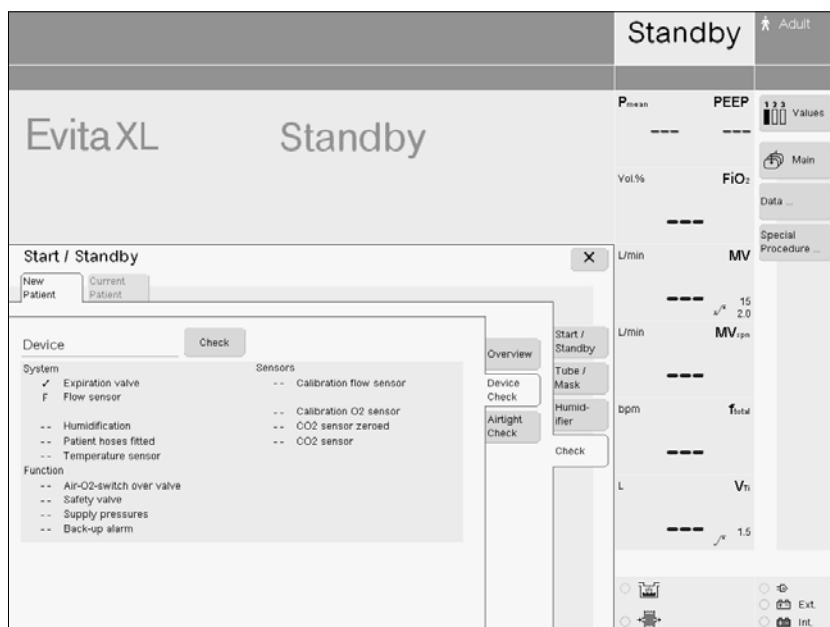 Standby
Adult
Evita XL
Standby
Pmean PEEP
--- ---
1 2 3
Values
Main
Vol.% FiO2
---
Data ...
Special
Procedure ...
Start / Standby
X
New
Patient
Current
Patient
Device
Check
System
✓ Expiration valve
F Flow sensor
-- Humidification
-- Patient hoses fitted
-- Temperature sensor
Function
-- Air-O2-switch over valve
-- Safety valve
-- Supply pressures
-- Back-up alarm
Sensors
-- Calibration flow sensor
-- Calibration O2 sensor
-- CO2 sensor zeroed
-- CO2 sensor
Overview
Device
Check
Airtight
Check
Start /
Standby
Tube /
Mask
Humid-
ifier
Check
L/min MV
--- 15
2.0
L/min MVspn
---
bpm ftotal
---
L VTi
--- 1.5
Ext.
Int.